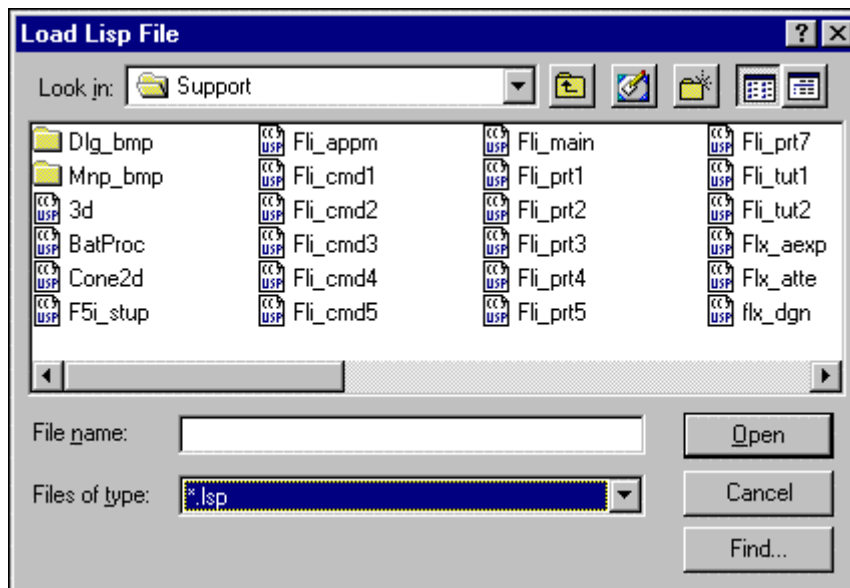 Load Lisp File
Look in: Support
Dlg_bmp Fli_appm Fli_main Fli_prt7
Mnp_bmp Fli_cmd1 Fli_prt1 Fli_tut1
3d Fli_cmd2 Fli_prt2 Fli_tut2
BatProc Fli_cmd3 Fli_prt3 Flx_aexp
Cone2d Fli_cmd4 Fli_prt4 Flx_atte
F5i_stup Fli_cmd5 Fli_prt5 flx_dgn
File name: Open
Files of type: *.lsp Cancel
Find...